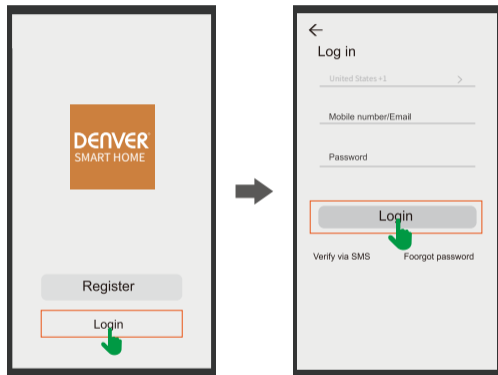 DENVER
SMART HOME
Register
Login
Log in
United States +1
Mobile number/Email
Password
Login
Verify via SMS
Foorgot password